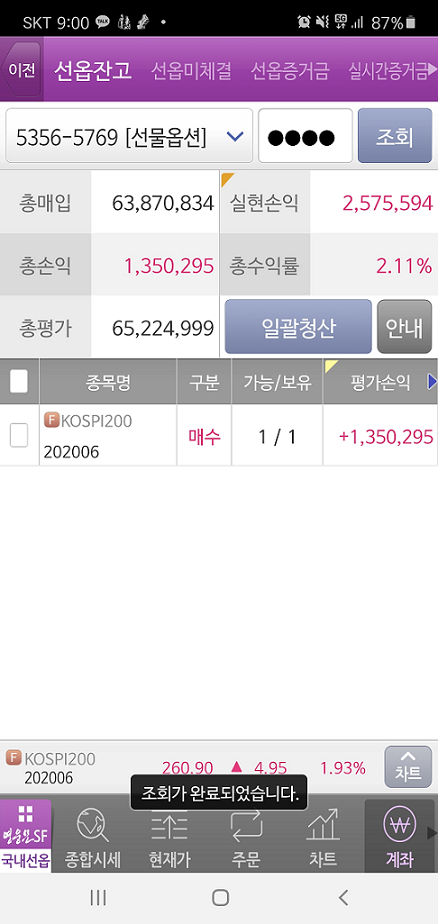 SKT 9:00 87%
이전 선옵잔고 선옵미체결 선옵증거금 실시간증거금
5356-5769 [선물옵션] ●●●● 조회
총매입 63,870,834 실현손익 2,575,594
총손익 1,350,295 총수익률 2.11%
총평가 65,224,999 일괄청산 안내
종목명 구분 가능/보유 평가손익
F KOSPI200
202006 매수 1 / 1 +1,350,295
F KOSPI200
202006 260.90 ▲ 4.95 1.93% 차트
조회가 완료되었습니다.
영웅문SF
국내선옵 종합시세 현재가 주문 차트 계좌